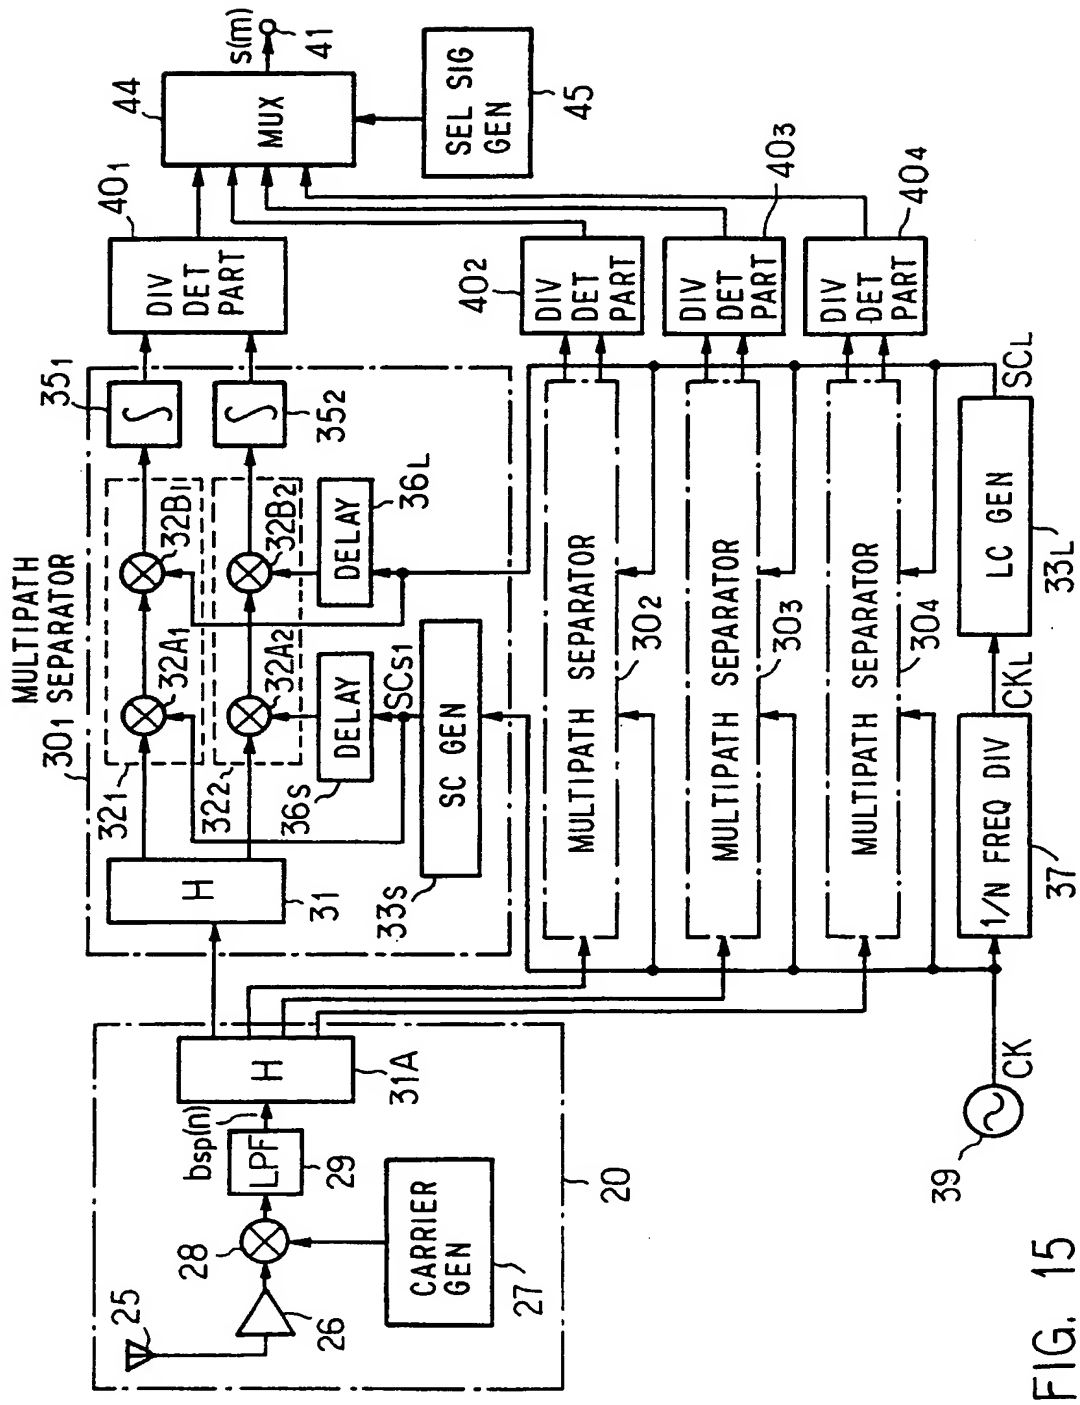 25
26
28
CARRIER
GEN
27
LPF
29
bsp(n)
H
31A
20
MULTIPATH
SEPARATOR
30₁
H
31
32₁
32A₁
32B₁
35₁
∫
32₂
32A₂
32B₂
35₂
∫
36s
DELAY
DELAY
36L
SCs1
SC GEN
33s
DIV
DET
PART
40₁
44
MUX
s(m)
41
SEL SIG
GEN
45
MULTIPATH SEPARATOR
30₂
40₂
DIV
DET
PART
MULTIPATH SEPARATOR
30₃
DIV
DET
PART
40₃
MULTIPATH SEPARATOR
30₄
DIV
DET
PART
40₄
39
CK
1/N FREQ DIV
37
CKL
LC GEN
33L
SCL
FIG. 15